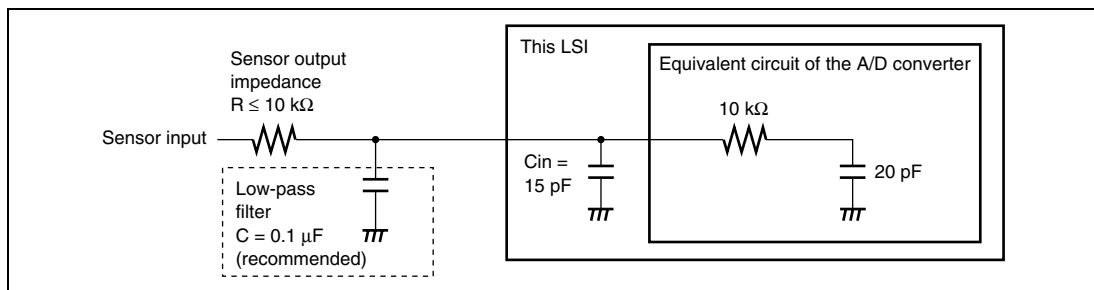 This LSI
Equivalent circuit of the A/D converter
Sensor output
impedance
R ≤ 10 kΩ
10 kΩ
Sensor input
Cin =
15 pF
20 pF
Low-pass
filter
C = 0.1 μF
(recommended)